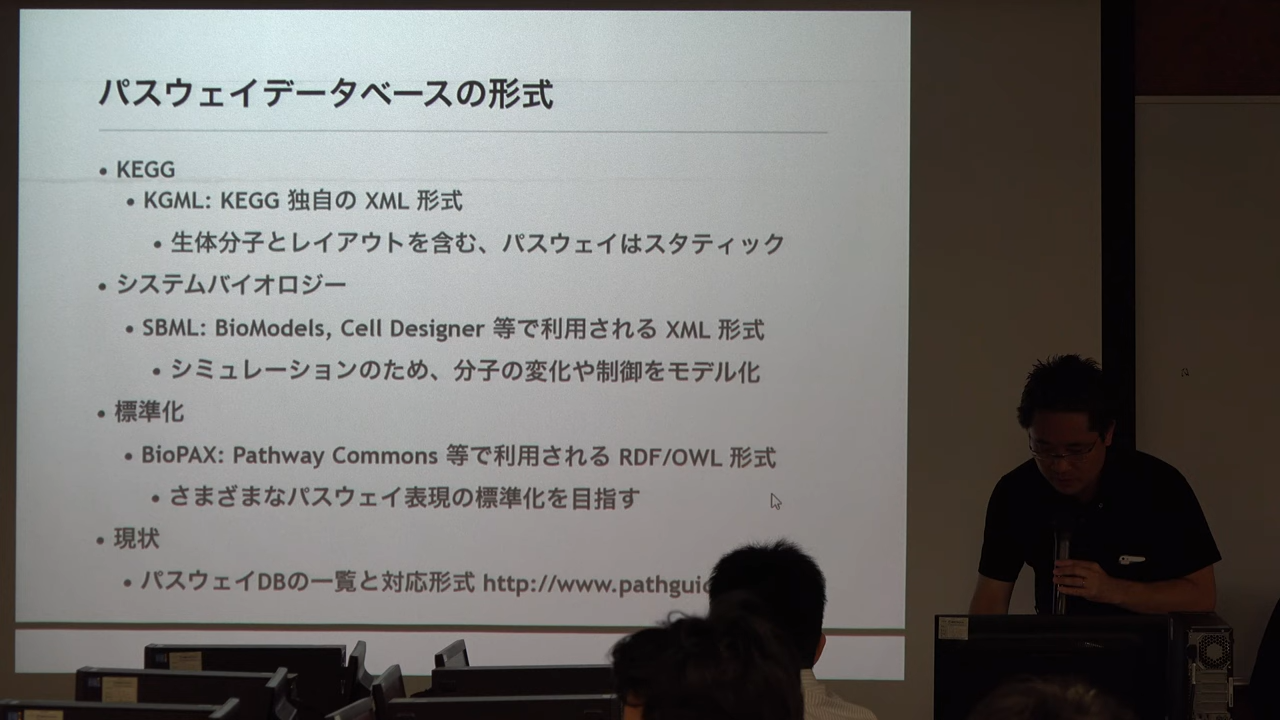 パスウェイデータベースの形式
• KEGG
• KGML: KEGG 独自の XML 形式
• 生体分子とレイアウトを含む、パスウェイはスタティック
• システムバイオロジー
• SBML: BioModels, Cell Designer 等で利用される XML 形式
• シミュレーションのため、分子の変化や制御をモデル化
• 標準化
• BioPAX: Pathway Commons 等で利用される RDF/OWL 形式
• さまざまなパスウェイ表現の標準化を目指す
• 現状
• パスウェイDBの一覧と対応形式 http://www.pathgui